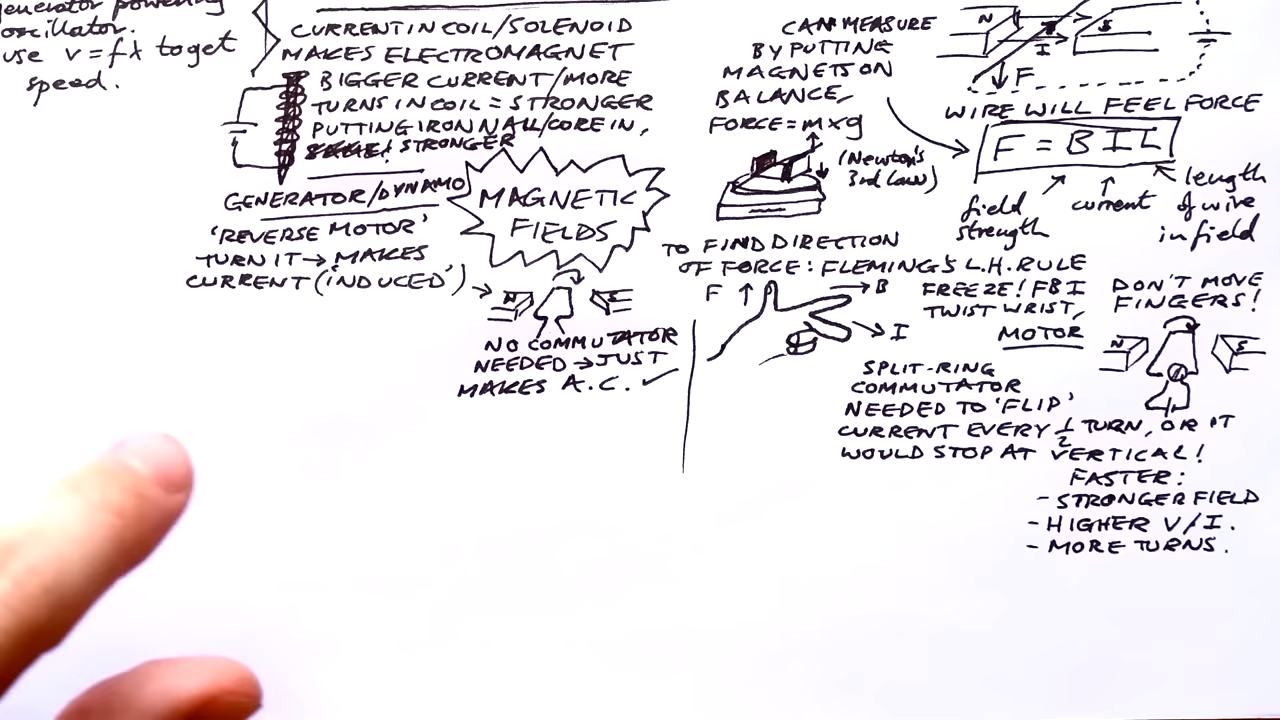 generator powering
oscillator.
use v = fλ to get
speed.
CURRENT IN COIL/SOLENOID
MAKES ELECTROMAGNET
BIGGER CURRENT/MORE
TURNS IN COIL = STRONGER
PUTTING IRON NAIL/CORE IN,
STRONGER
GENERATOR/DYNAMO
'REVERSE MOTOR'
TURN IT → MAKES
CURRENT ('INDUCED')
MAGNETIC
FIELDS
N S
NO COMMUTATOR
NEEDED → JUST
MAKES A.C. ✓
CAN MEASURE
BY PUTTING
MAGNETS ON
BALANCE,
FORCE = m x g
(Newton's
3rd Law)
N S
I
F
WIRE WILL FEEL FORCE
F = BIL
field
strength
current
length
of wire
in field
TO FIND DIRECTION
OF FORCE: FLEMING'S L.H. RULE
F B
I
FREEZE! FBI
TWIST WRIST,
DON'T MOVE
FINGERS!
MOTOR
N S
SPLIT-RING
COMMUTATOR
NEEDED TO 'FLIP'
CURRENT EVERY 1/2 TURN, OR IT
WOULD STOP AT VERTICAL!
FASTER:
- STRONGER FIELD
- HIGHER V/I.
- MORE TURNS.